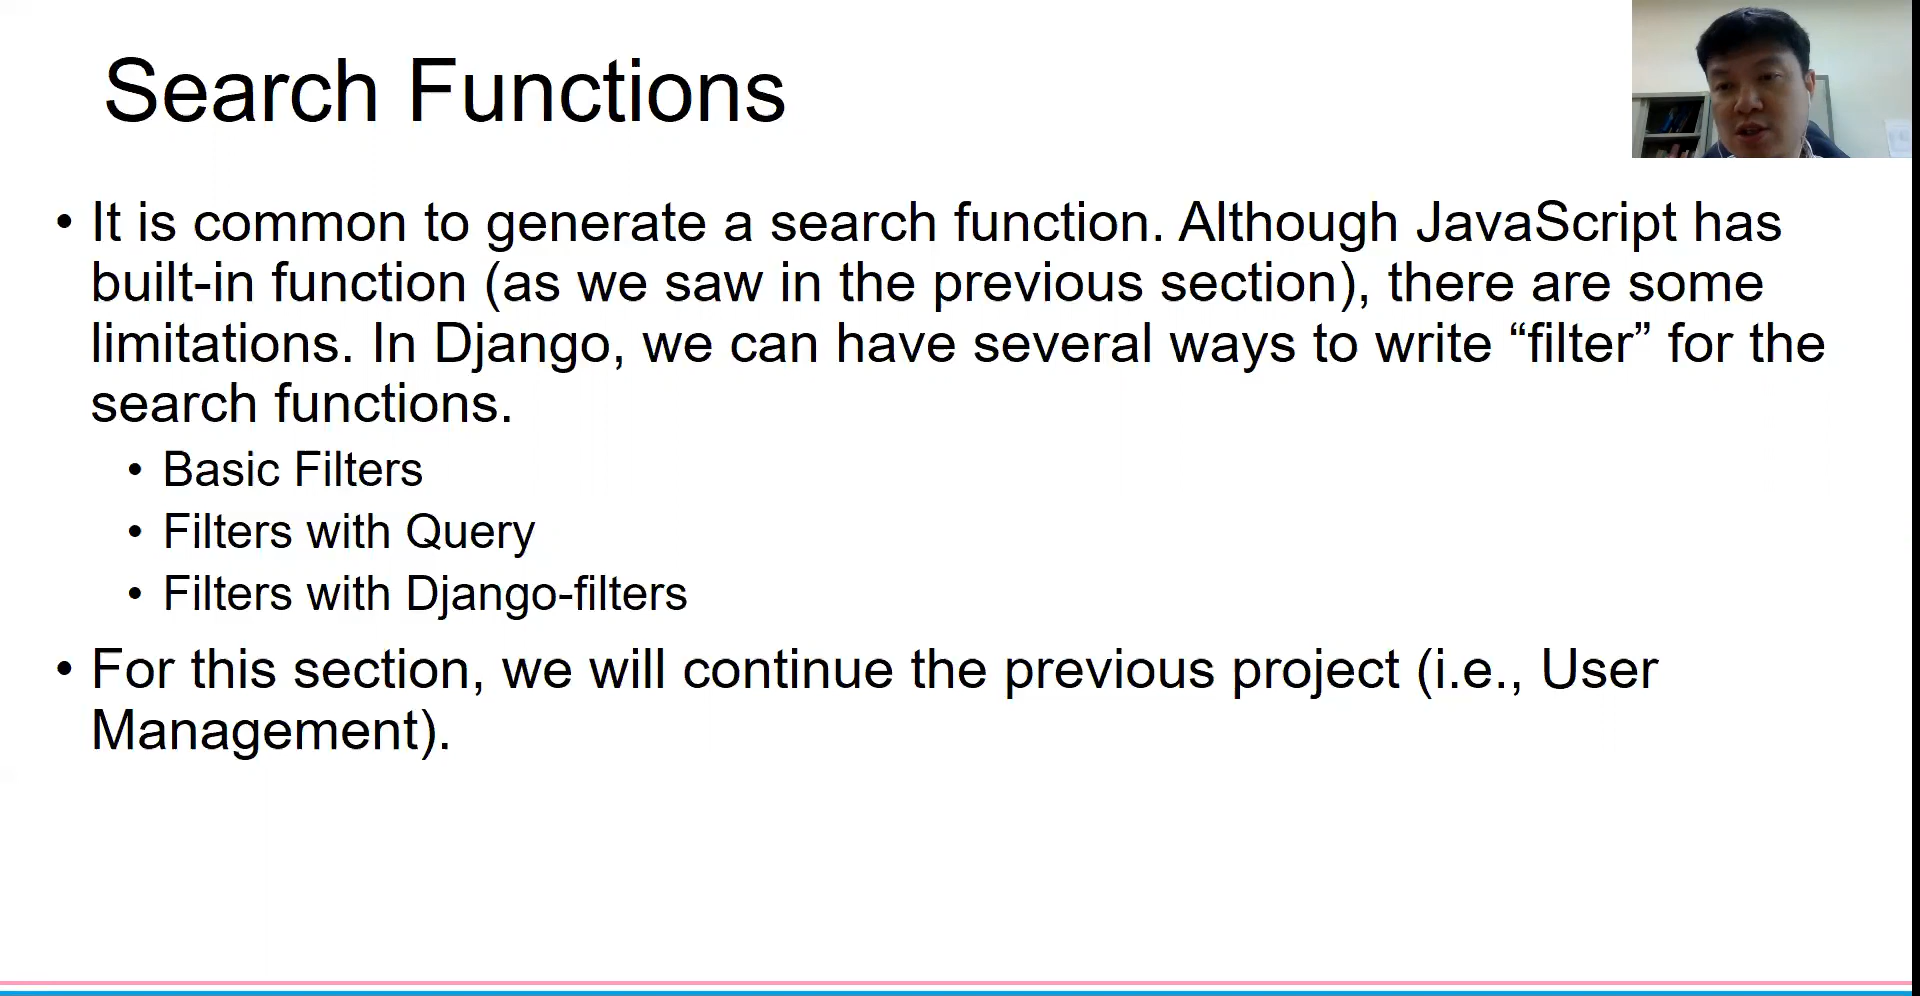 Search Functions
• It is common to generate a search function. Although JavaScript has
built-in function (as we saw in the previous section), there are some
limitations. In Django, we can have several ways to write “filter” for the
search functions.
• Basic Filters
• Filters with Query
• Filters with Django-filters
• For this section, we will continue the previous project (i.e., User
Management).